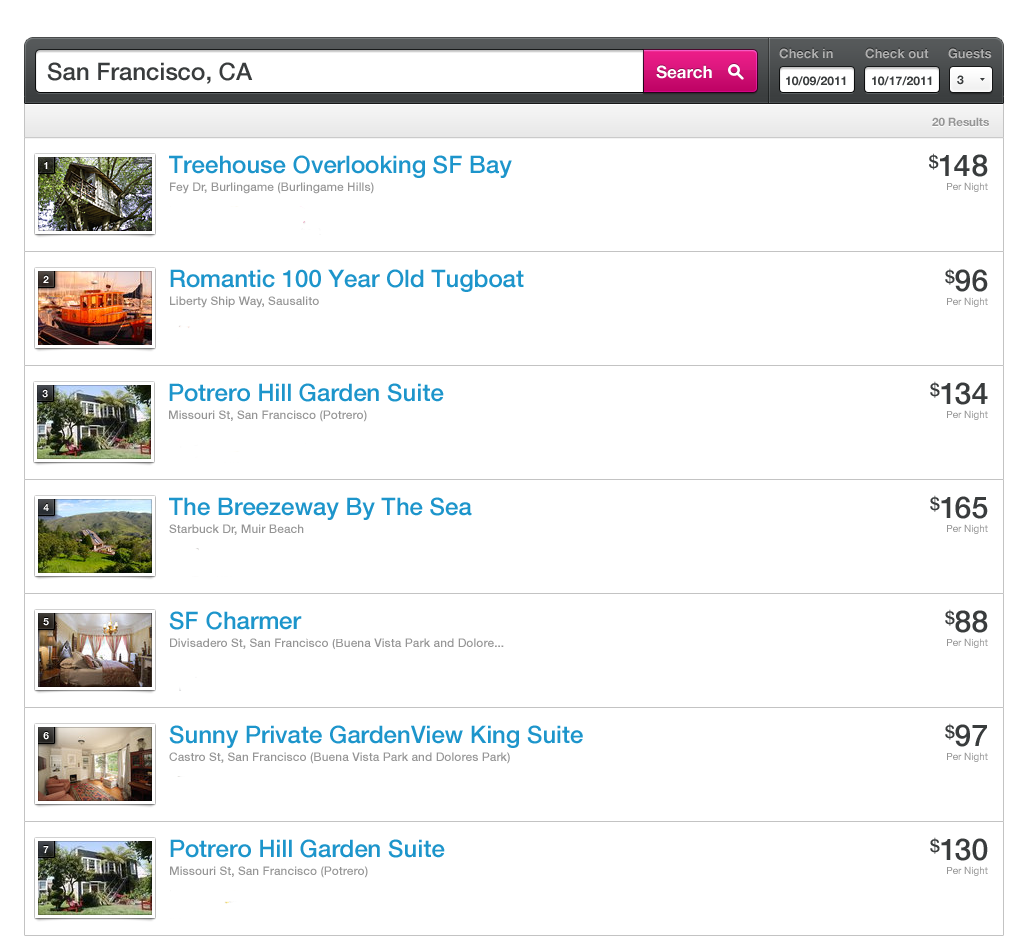 Check in Check out Guests
San Francisco, CA Search 10/09/2011 10/17/2011 3
20 Results
1 Treehouse Overlooking SF Bay $148
Fey Dr, Burlingame (Burlingame Hills) Per Night
2 Romantic 100 Year Old Tugboat $96
Liberty Ship Way, Sausalito Per Night
3 Potrero Hill Garden Suite $134
Missouri St, San Francisco (Potrero) Per Night
4 The Breezeway By The Sea $165
Starbuck Dr, Muir Beach Per Night
5 SF Charmer $88
Divisadero St, San Francisco (Buena Vista Park and Dolore... Per Night
6 Sunny Private GardenView King Suite $97
Castro St, San Francisco (Buena Vista Park and Dolores Park) Per Night
7 Potrero Hill Garden Suite $130
Missouri St, San Francisco (Potrero) Per Night